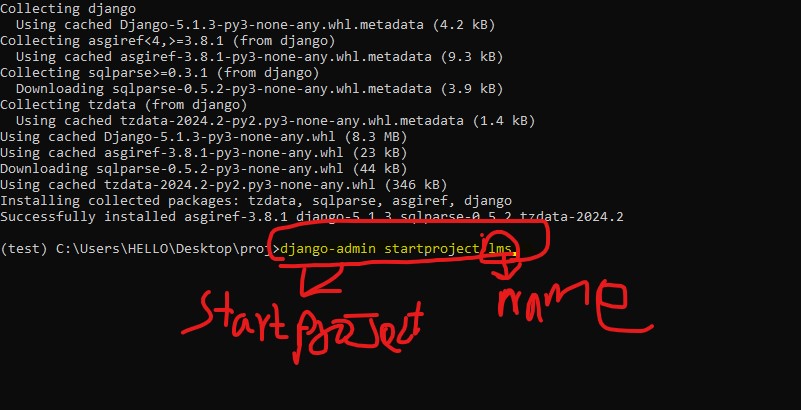 Collecting django
Using cached Django-5.1.3-py3-none-any.whl.metadata (4.2 kB)
Collecting asgiref<4,>=3.8.1 (from django)
Using cached asgiref-3.8.1-py3-none-any.whl.metadata (9.3 kB)
Collecting sqlparse>=0.3.1 (from django)
Downloading sqlparse-0.5.2-py3-none-any.whl.metadata (3.9 kB)
Collecting tzdata (from django)
Using cached tzdata-2024.2-py2.py3-none-any.whl.metadata (1.4 kB)
Using cached Django-5.1.3-py3-none-any.whl (8.3 MB)
Using cached asgiref-3.8.1-py3-none-any.whl (23 kB)
Downloading sqlparse-0.5.2-py3-none-any.whl (44 kB)
Using cached tzdata-2024.2-py2.py3-none-any.whl (346 kB)
Installing collected packages: tzdata, sqlparse, asgiref, django
Successfully installed asgiref-3.8.1 django-5.1.3 sqlparse-0.5.2 tzdata-2024.2
(test) C:\Users\HELLO\Desktop\proj>django-admin startproject lms
name
Start project